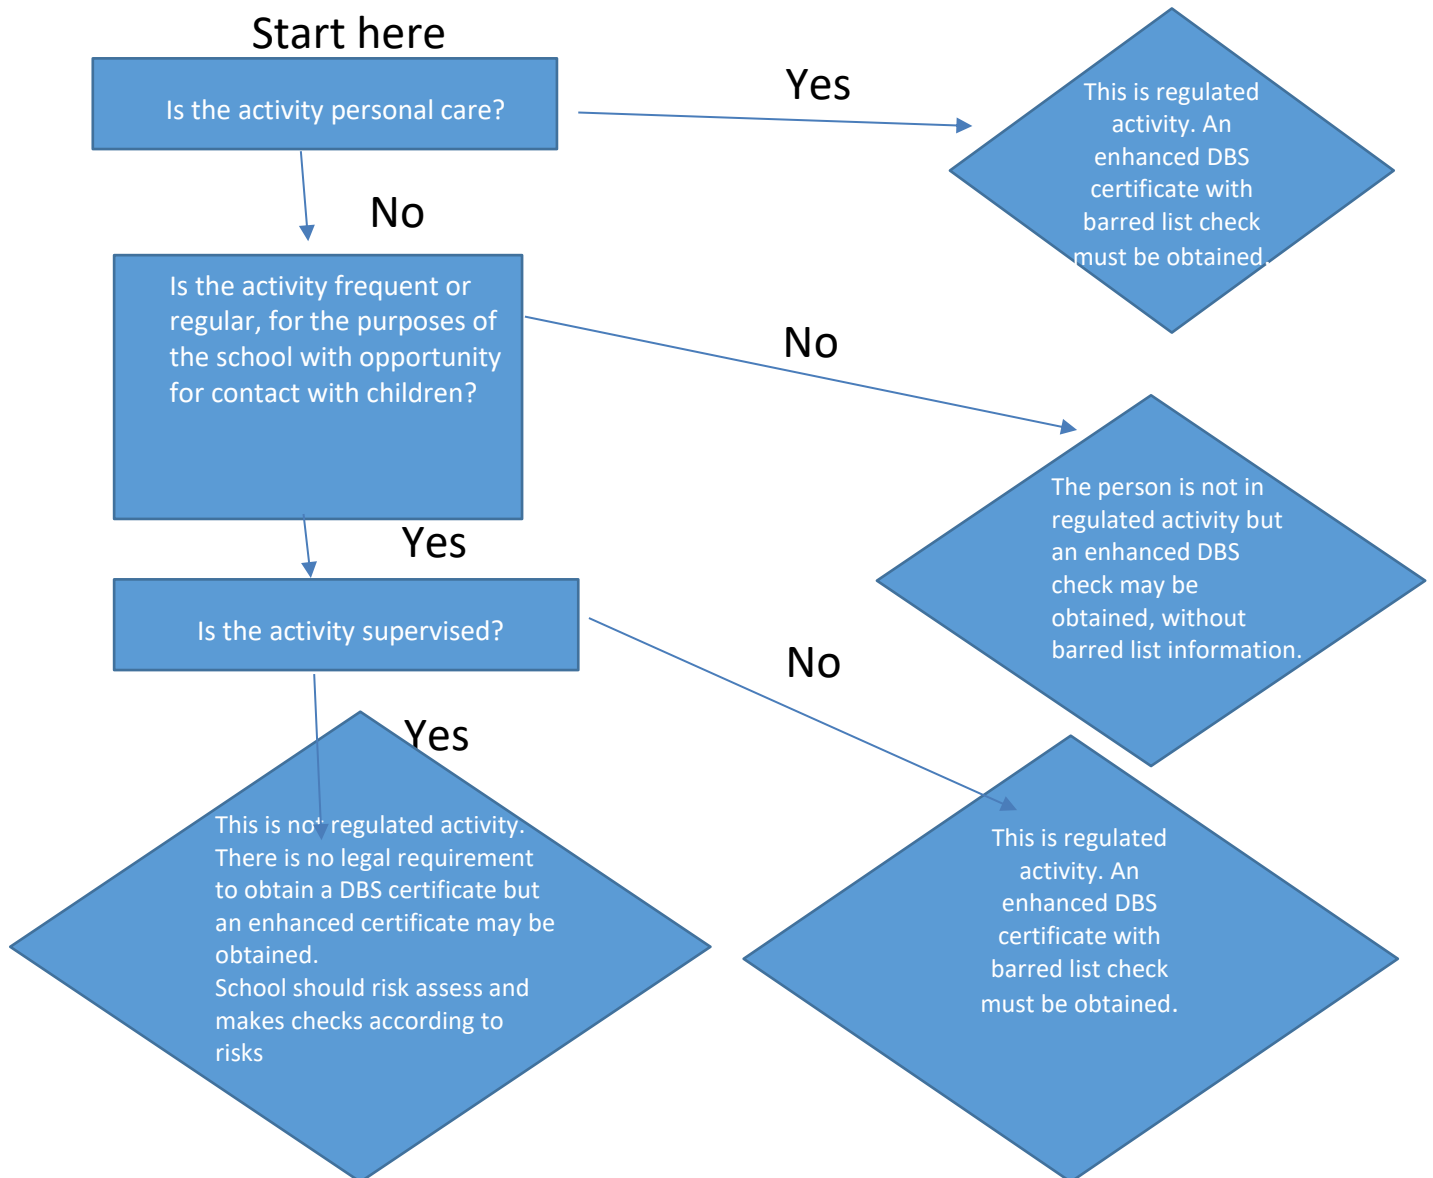 Start here
Is the activity personal care?
Yes
This is regulated
activity. An
enhanced DBS
certificate with
barred list check
must be obtained.
No
Is the activity frequent or
regular, for the purposes of
the school with opportunity
for contact with children?
No
The person is not in
regulated activity but
an enhanced DBS
check may be
obtained, without
barred list information.
Yes
Is the activity supervised?
No
This is regulated
activity. An
enhanced DBS
certificate with
barred list check
must be obtained.
Yes
This is not regulated activity.
There is no legal requirement
to obtain a DBS certificate but
an enhanced certificate may be
obtained.
School should risk assess and
makes checks according to
risks